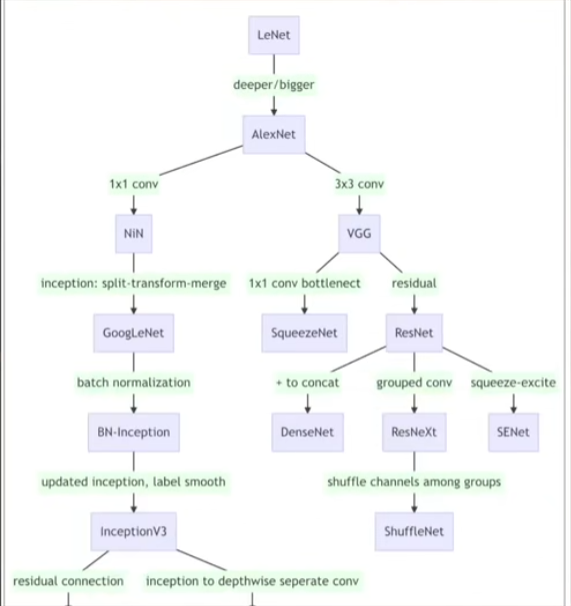 LeNet
deeper/bigger
AlexNet
1x1 conv
3x3 conv
NiN
VGG
inception: split-transform-merge
1x1 conv bottlenect
residual
GoogLeNet
SqueezeNet
ResNet
batch normalization
+ to concat
grouped conv
squeeze-excite
BN-Inception
DenseNet
ResNeXt
SENet
updated inception, label smooth
shuffle channels among groups
InceptionV3
ShuffleNet
residual connection
inception to depthwise seperate conv